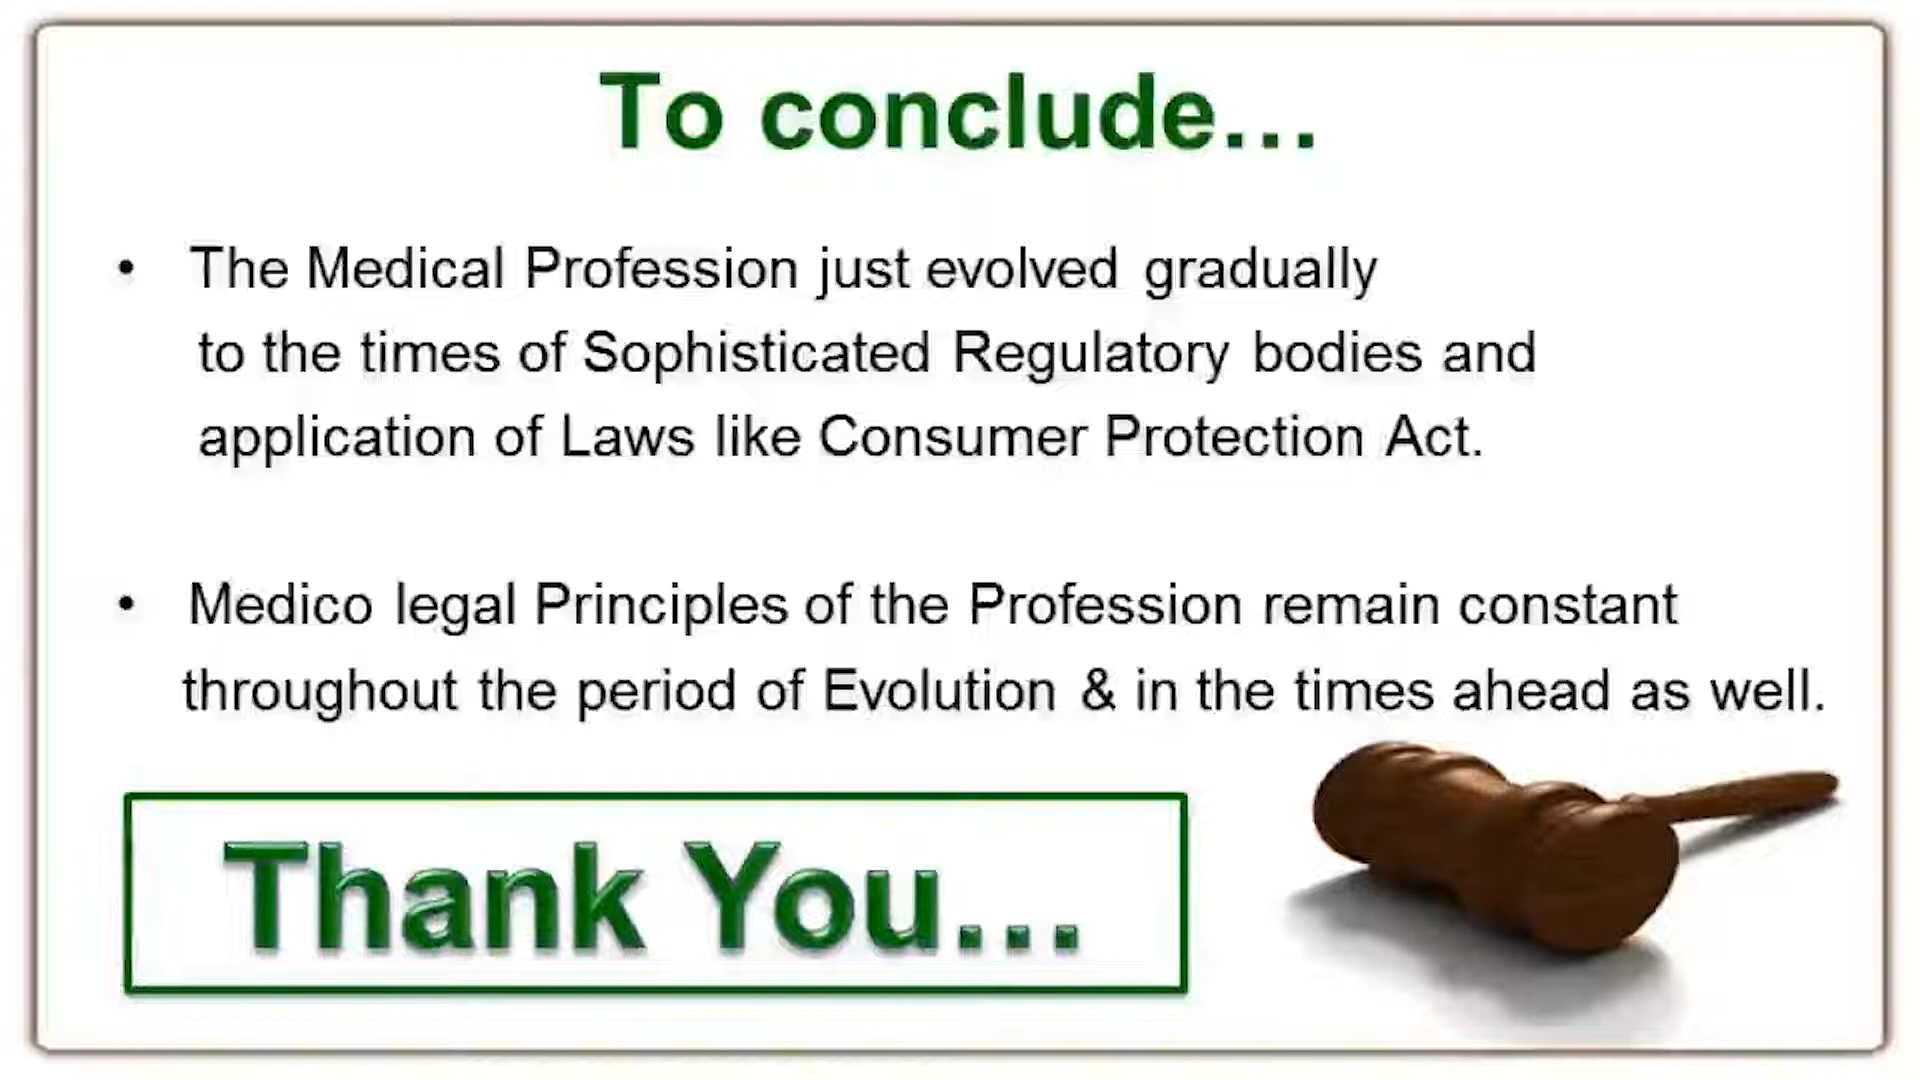 To conclude...
• The Medical Profession just evolved gradually
to the times of Sophisticated Regulatory bodies and
application of Laws like Consumer Protection Act.
• Medico legal Principles of the Profession remain constant
throughout the period of Evolution & in the times ahead as well.
Thank You...